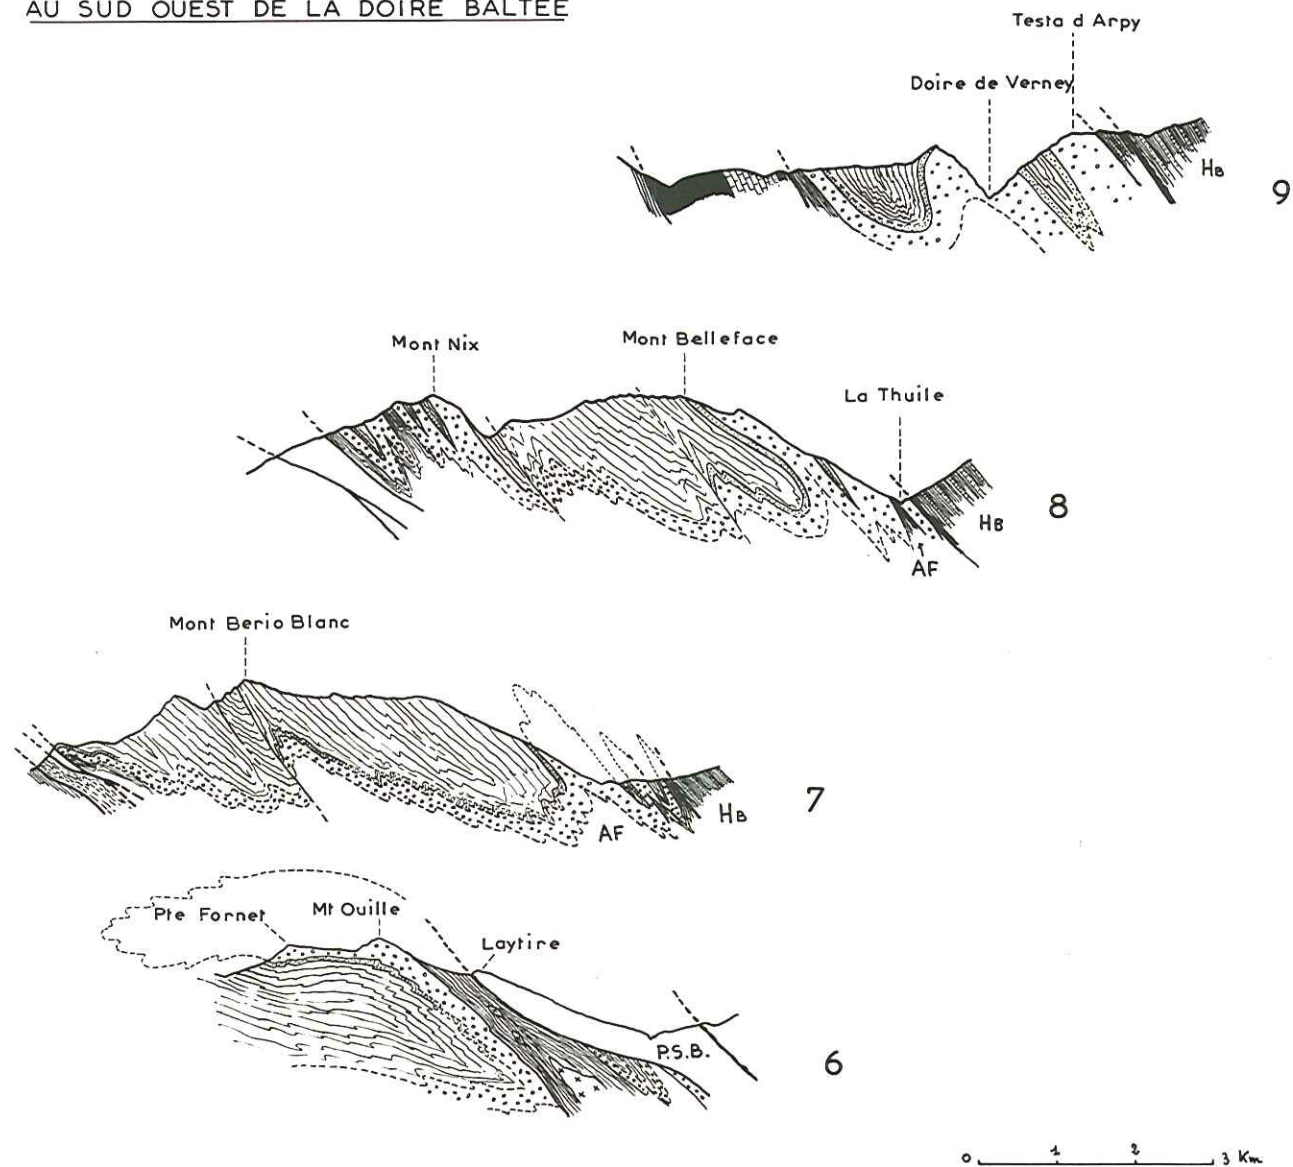 AU SUD OUEST DE LA DOIRE BALTEE
Testa d Arpy
Doire de Verney
HB
9
Mont Nix
Mont Belleface
La Thuile
HB
8
AF
Mont Berio Blanc
7
HB
AF
Pte Fornet
Mt Ouille
Laytire
P.S.B.
6
0 1 2 3 Km